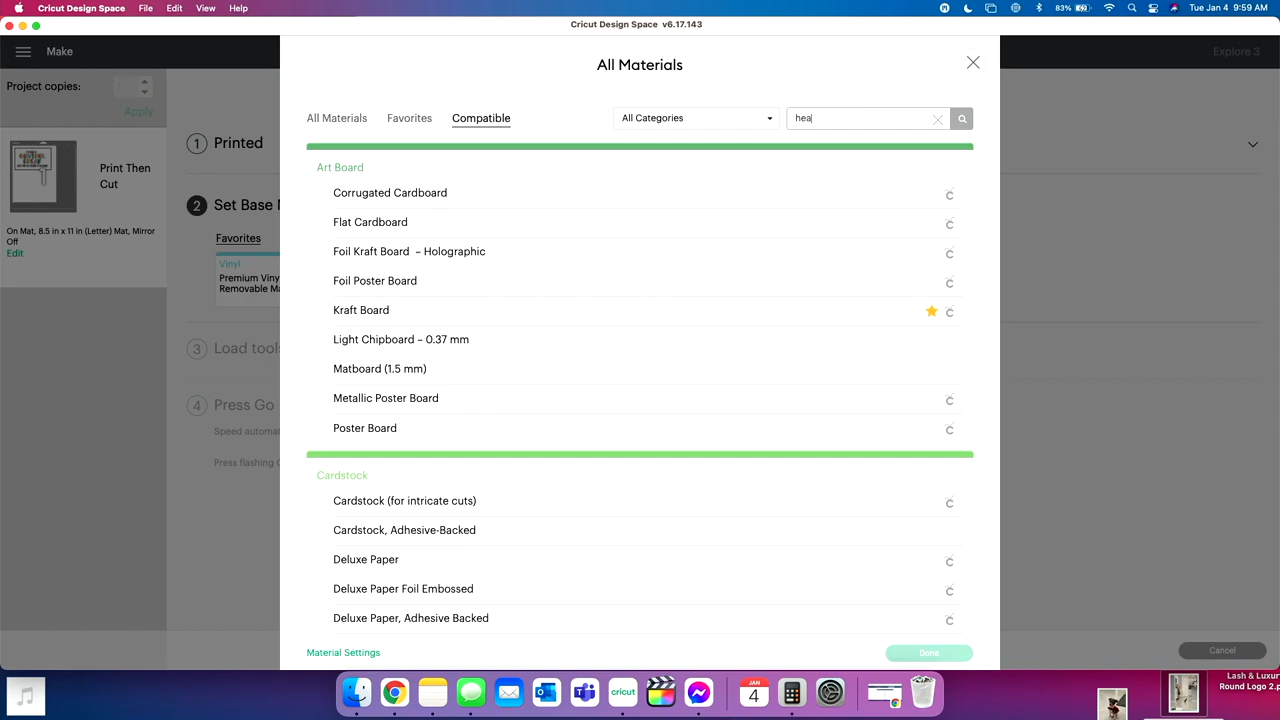 Cricut Design Space File Edit View Help
83% Tue Jan 4 9:59 AM
Cricut Design Space v6.17.143
Make
Explore 3
Project copies:
Apply
Print Then
Cut
On Mat, 8.5 in x 11 in (Letter) Mat, Mirror
Off
Edit
1 Printed
2 Set Base
Favorites
Vinyl
Premium Viny
Removable Ma
3 Load tools
4 Press Go
Speed automa
Press flashing
All Materials
All Materials Favorites Compatible
All Categories
hea
Art Board
Corrugated Cardboard
Flat Cardboard
Foil Kraft Board – Holographic
Foil Poster Board
Kraft Board
Light Chipboard – 0.37 mm
Matboard (1.5 mm)
Metallic Poster Board
Poster Board
Cardstock
Cardstock (for intricate cuts)
Cardstock, Adhesive-Backed
Deluxe Paper
Deluxe Paper Foil Embossed
Deluxe Paper, Adhesive Backed
Material Settings
Done
Cancel
cricut
JAN
4
Lash & Luxur
Round Logo 2.p